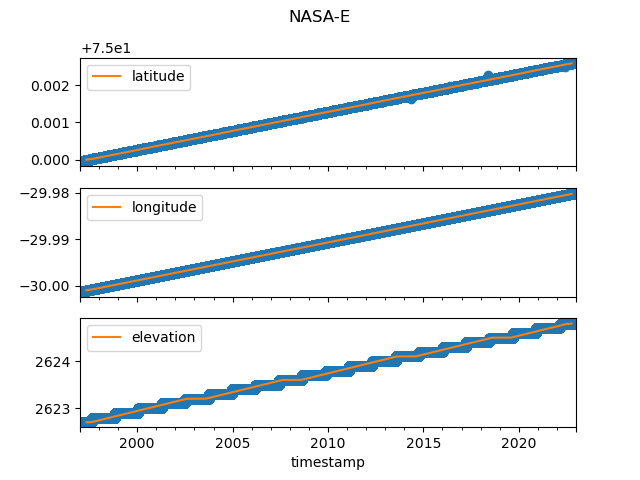 NASA-E
+7.5e1
latitude
0.002
0.001
0.000
longitude
−29.98
−29.99
−30.00
elevation
2624
2623
2000 2005 2010 2015 2020
timestamp